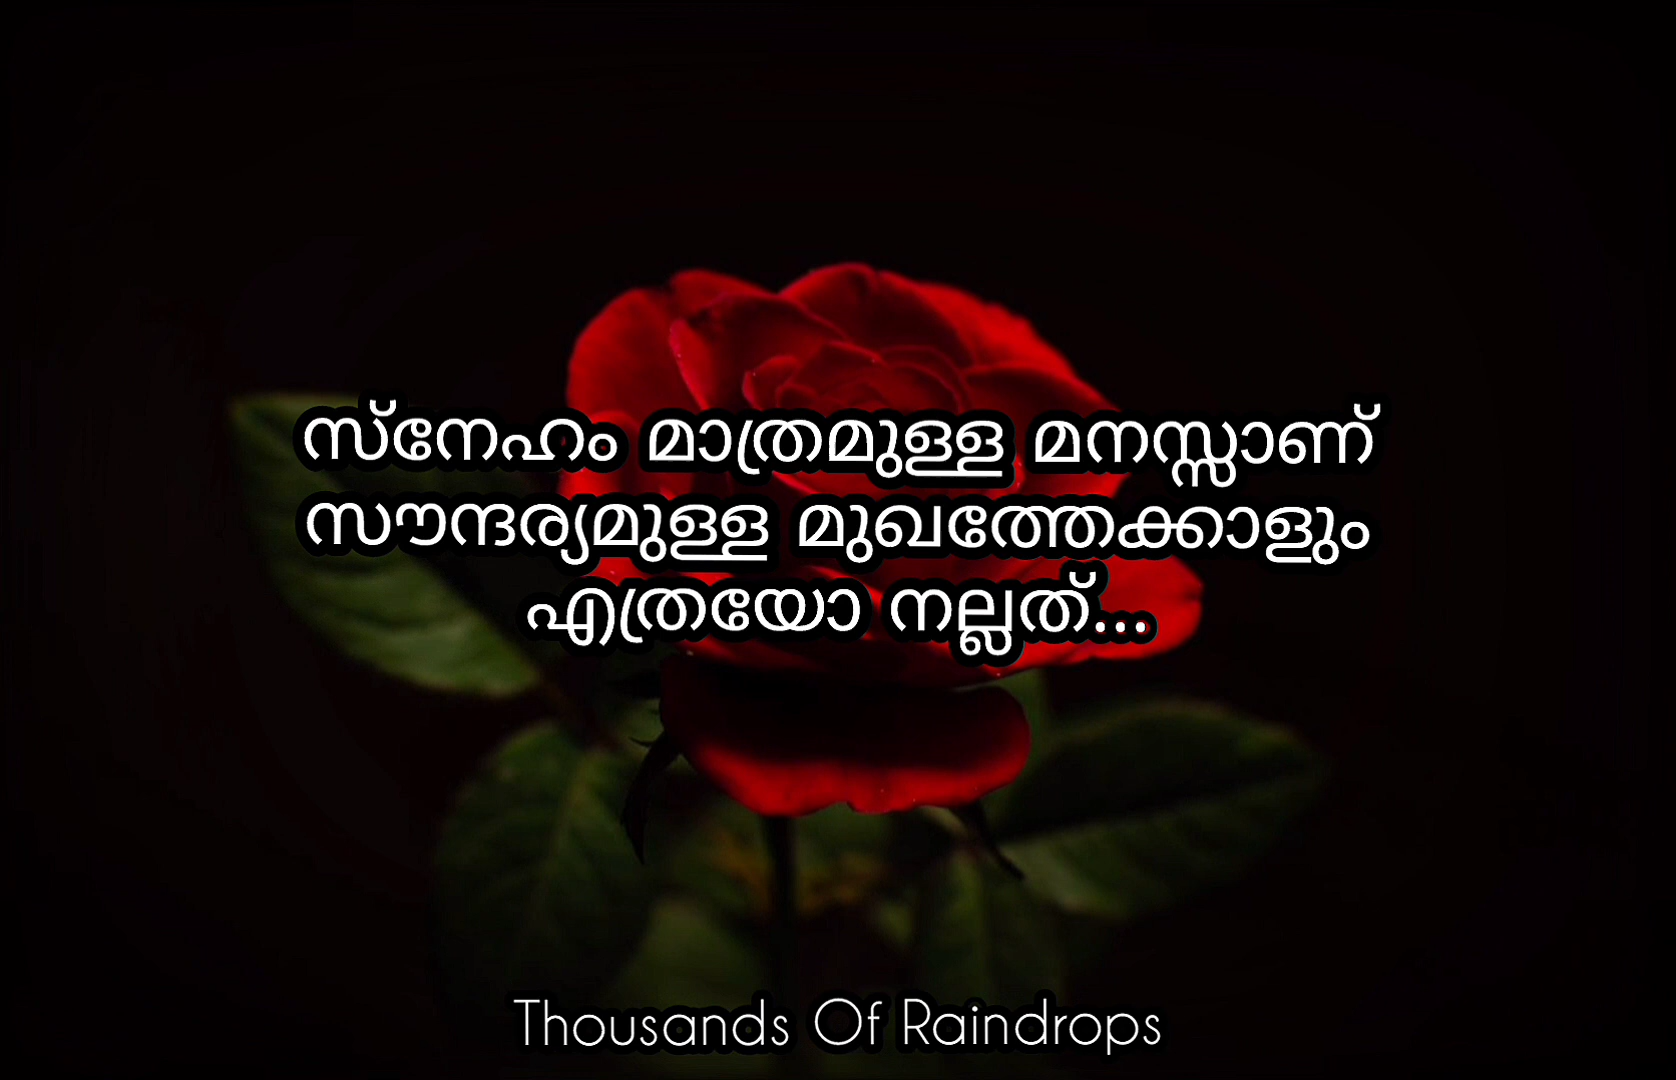 സ്നേഹം മാത്രമുള്ള മനസ്സാണ്
സൗന്ദര്യമുള്ള മുഖത്തേക്കാളും
എത്രയോ നല്ലത്...
Thousands Of Raindrops